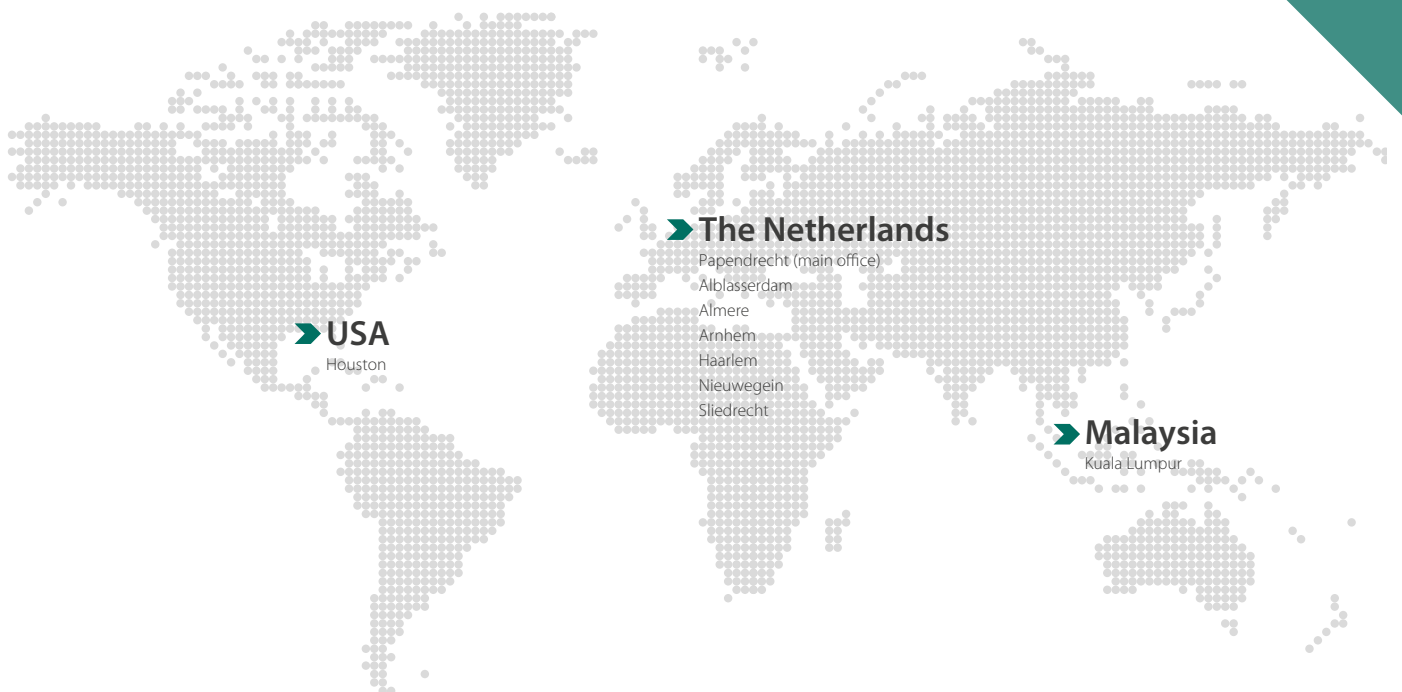 The Netherlands
Papendrecht (main office)
Alblasserdam
Almere
Arnhem
Haarlem
Nieuwegein
Sliedrecht
USA
Houston
Malaysia
Kuala Lumpur